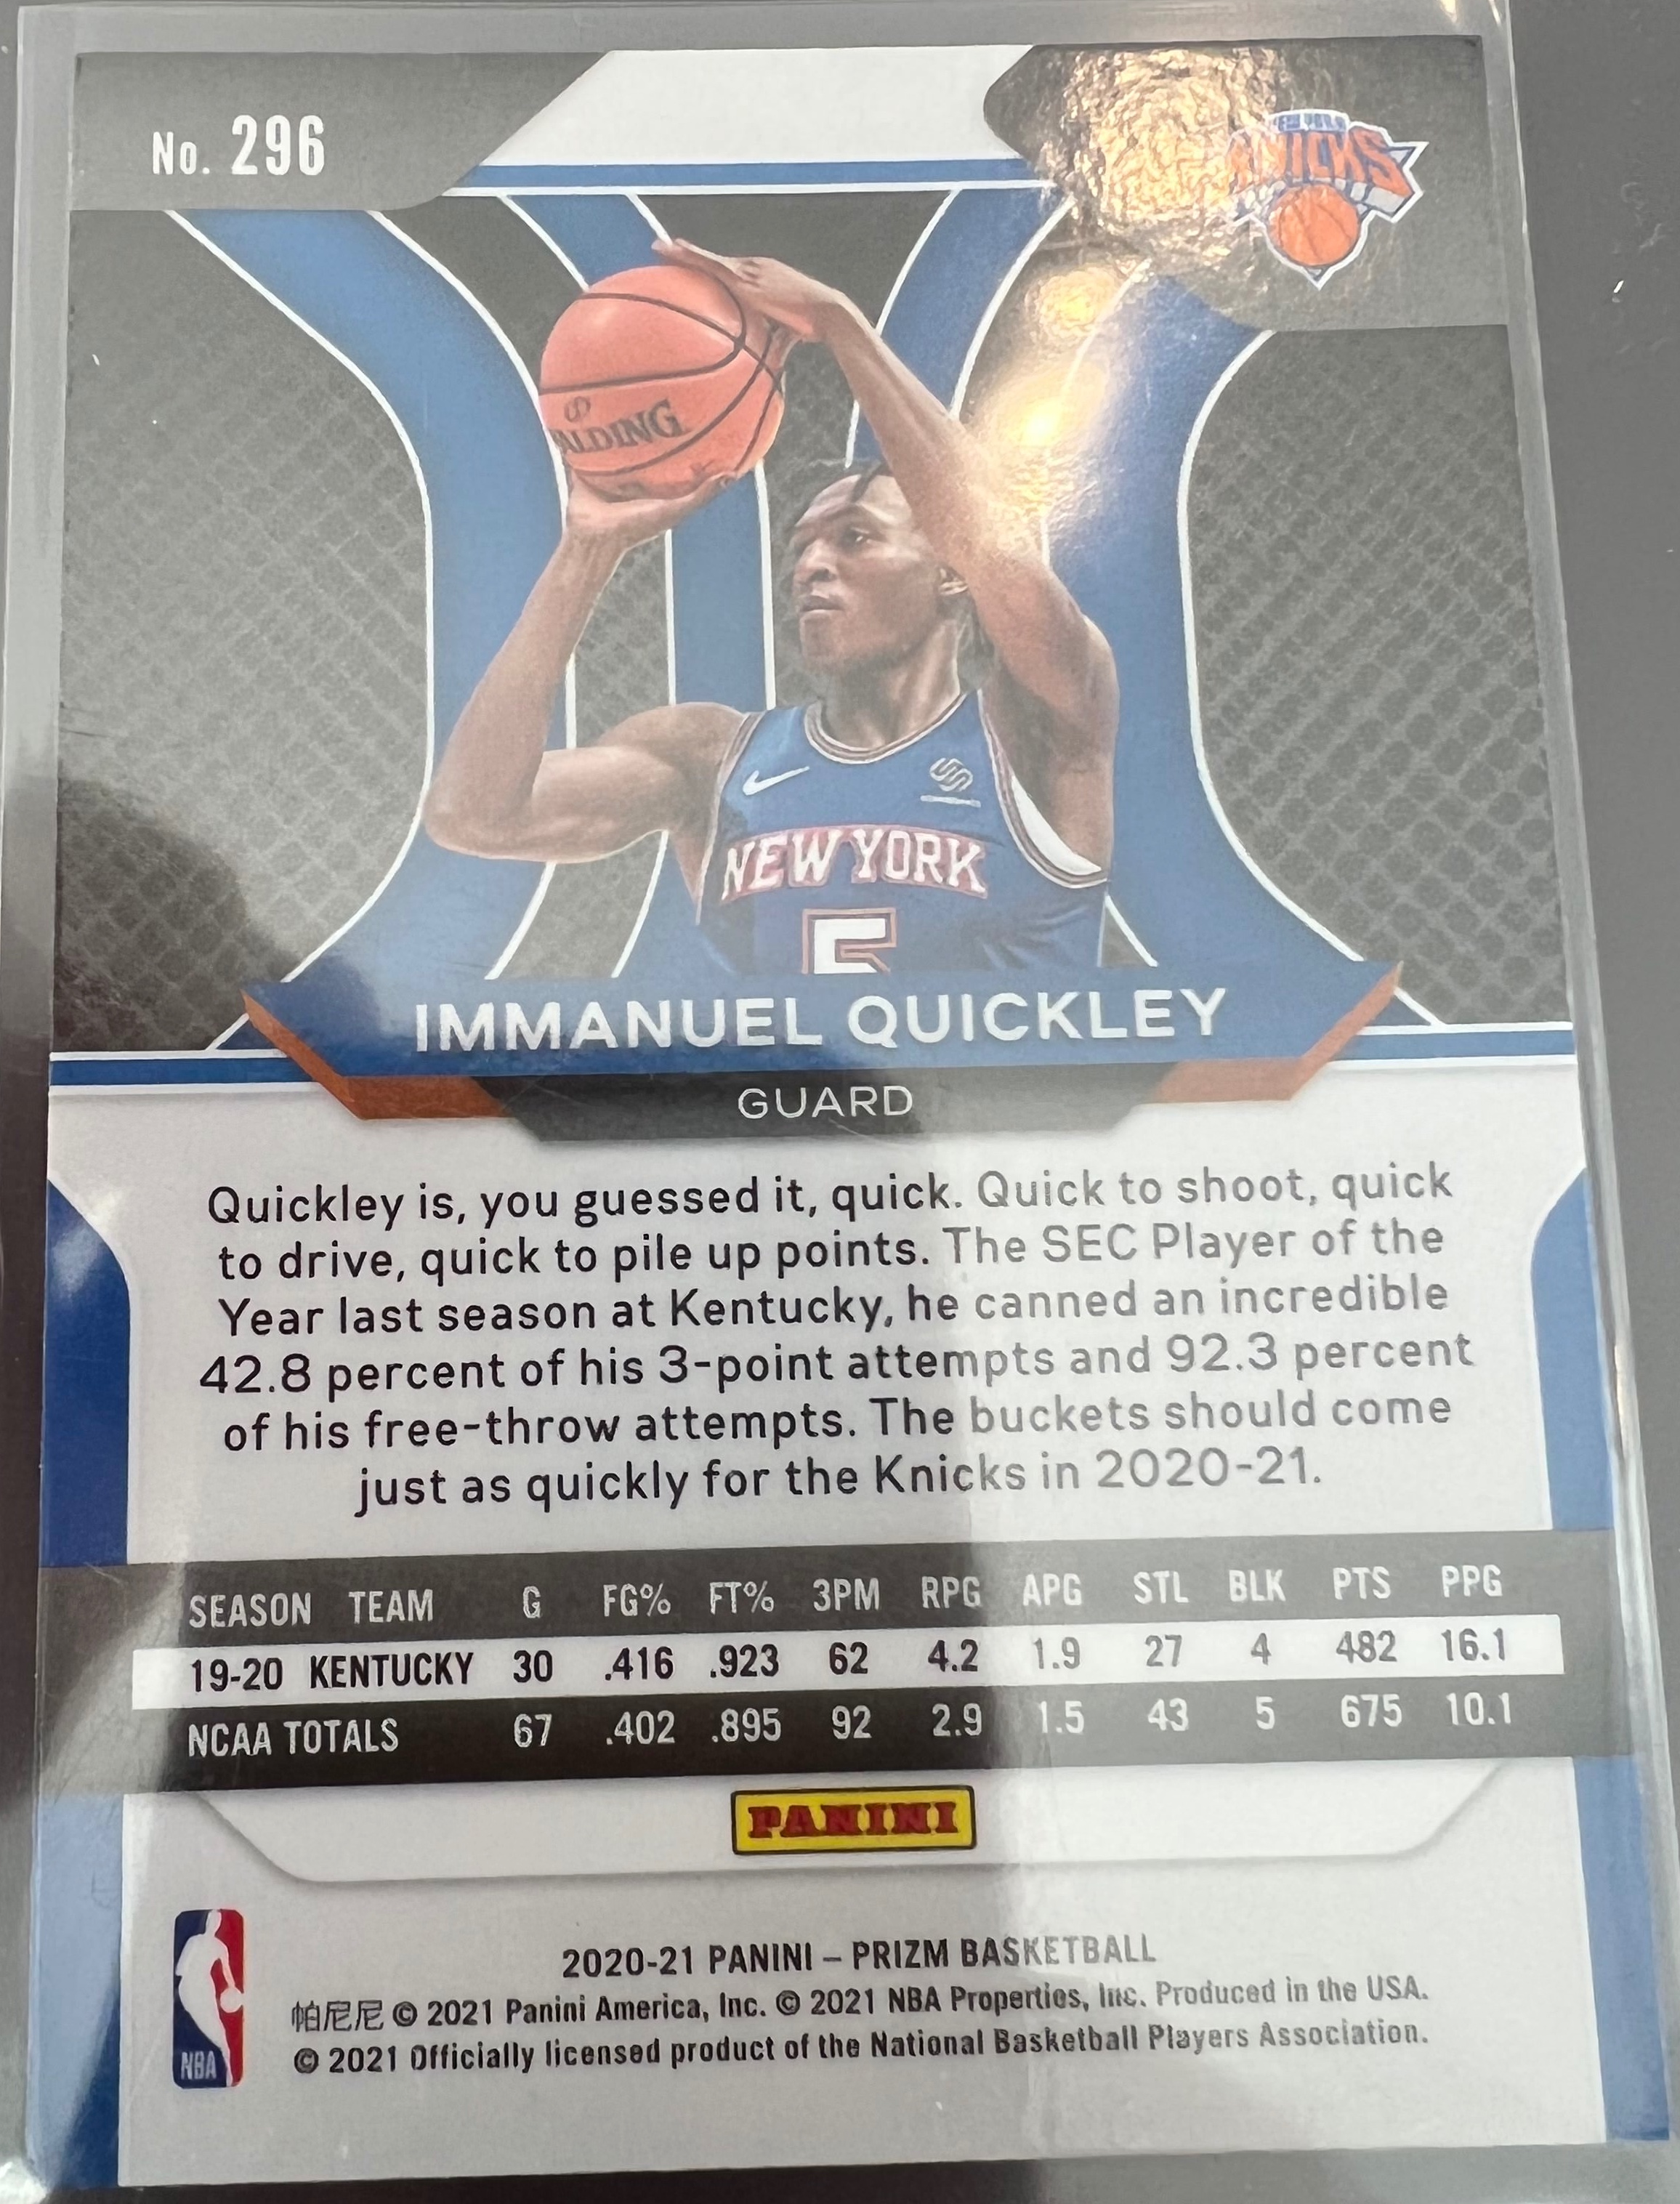 No. 296
NEW YORK
KNICKS
SPALDING
NEW YORK
5
IMMANUEL QUICKLEY
GUARD
Quickley is, you guessed it, quick. Quick to shoot, quick
to drive, quick to pile up points. The SEC Player of the
Year last season at Kentucky, he canned an incredible
42.8 percent of his 3-point attempts and 92.3 percent
of his free-throw attempts. The buckets should come
just as quickly for the Knicks in 2020-21.
SEASON TEAM G FG% FT% 3PM RPG APG STL BLK PTS PPG
19-20 KENTUCKY 30 .416 .923 62 4.2 1.9 27 4 482 16.1
NCAA TOTALS 67 .402 .895 92 2.9 1.5 43 5 675 10.1
PANINI
2020-21 PANINI – PRIZM BASKETBALL
帕尼尼 © 2021 Panini America, Inc. © 2021 NBA Properties, Inc. Produced in the USA.
© 2021 Officially licensed product of the National Basketball Players Association.
NBA